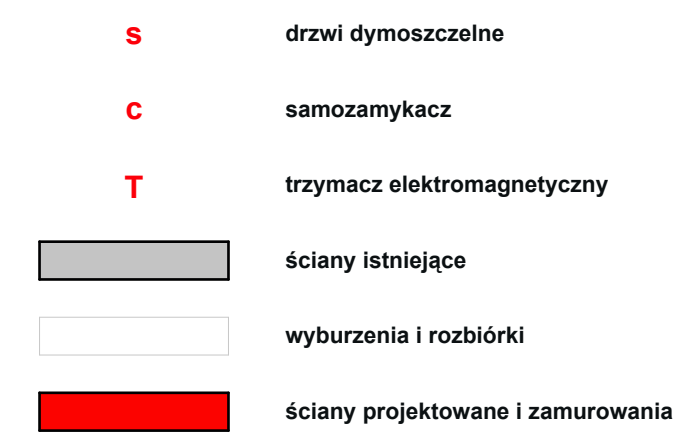 s drzwi dymoszczelne
c samozamykacz
T trzymacz elektromagnetyczny
ściany istniejące
wyburzenia i rozbiórki
ściany projektowane i zamurowania